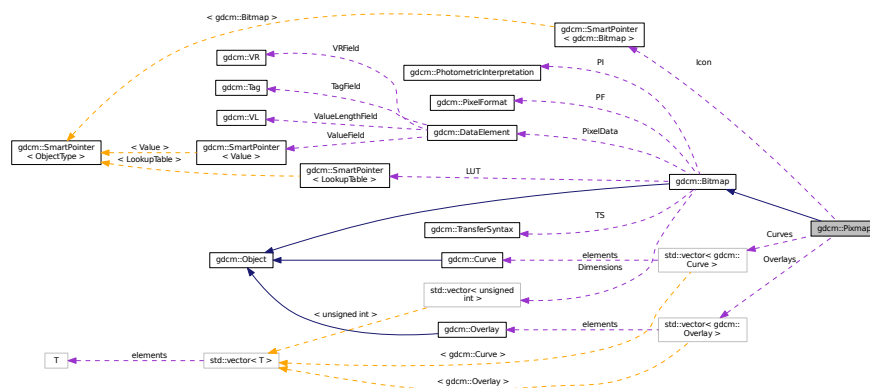 < gdcm::Bitmap >
gdcm::SmartPointer
< gdcm::Bitmap >
gdcm::VR
VRField
PI
Icon
gdcm::PhotometricInterpretation
gdcm::Tag
TagField
PF
gdcm::PixelFormat
gdcm::VL
ValueLengthField
gdcm::DataElement
PixelData
ValueField
gdcm::SmartPointer
< ObjectType >
< Value >
gdcm::SmartPointer
< Value >
< LookupTable >
gdcm::SmartPointer
< LookupTable >
LUT
gdcm::Bitmap
TS
gdcm::TransferSyntax
gdcm::Pixmap
Curves
gdcm::Object
gdcm::Curve
elements
std::vector< gdcm::
Curve >
Overlays
Dimensions
std::vector< unsigned
int >
< unsigned int >
gdcm::Overlay
elements
std::vector< gdcm::
Overlay >
T
elements
std::vector< T >
< gdcm::Curve >
< gdcm::Overlay >